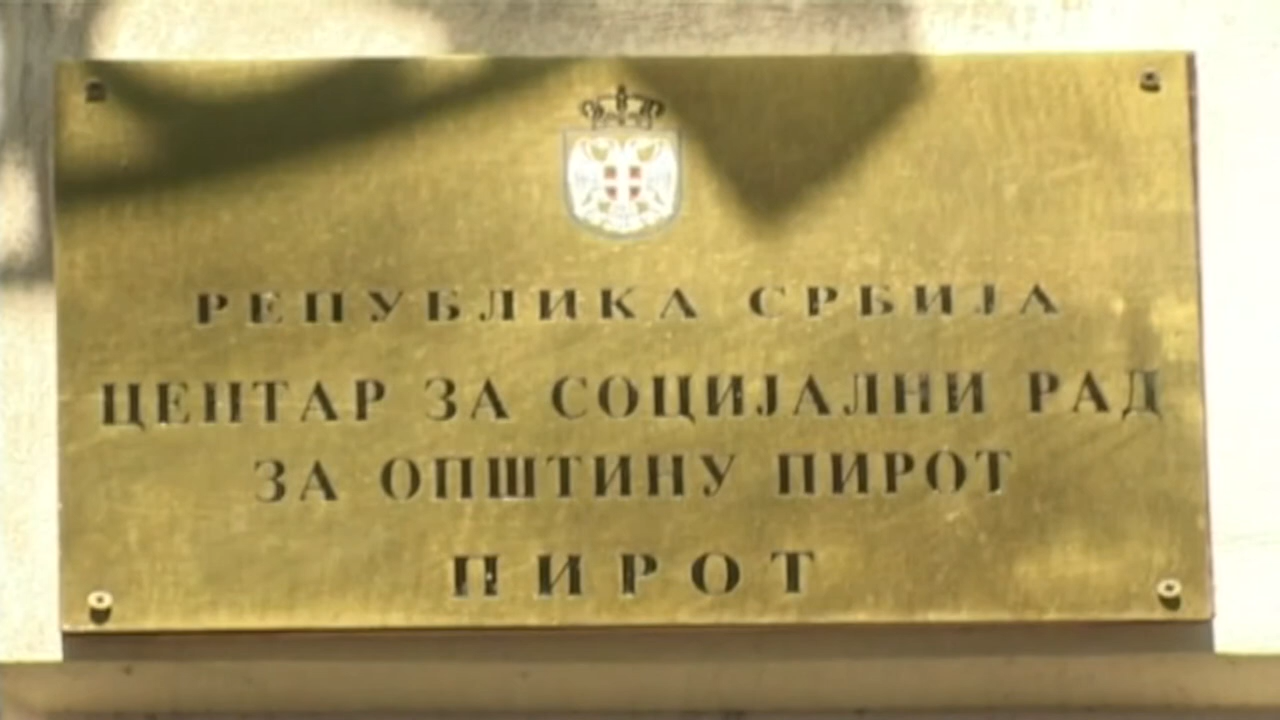 РЕПУБЛИКА СРБИЈА
ЦЕНТАР ЗА СОЦИЈАЛНИ РАД
ЗА ОПШТИНУ ПИРОТ
ПИРОТ